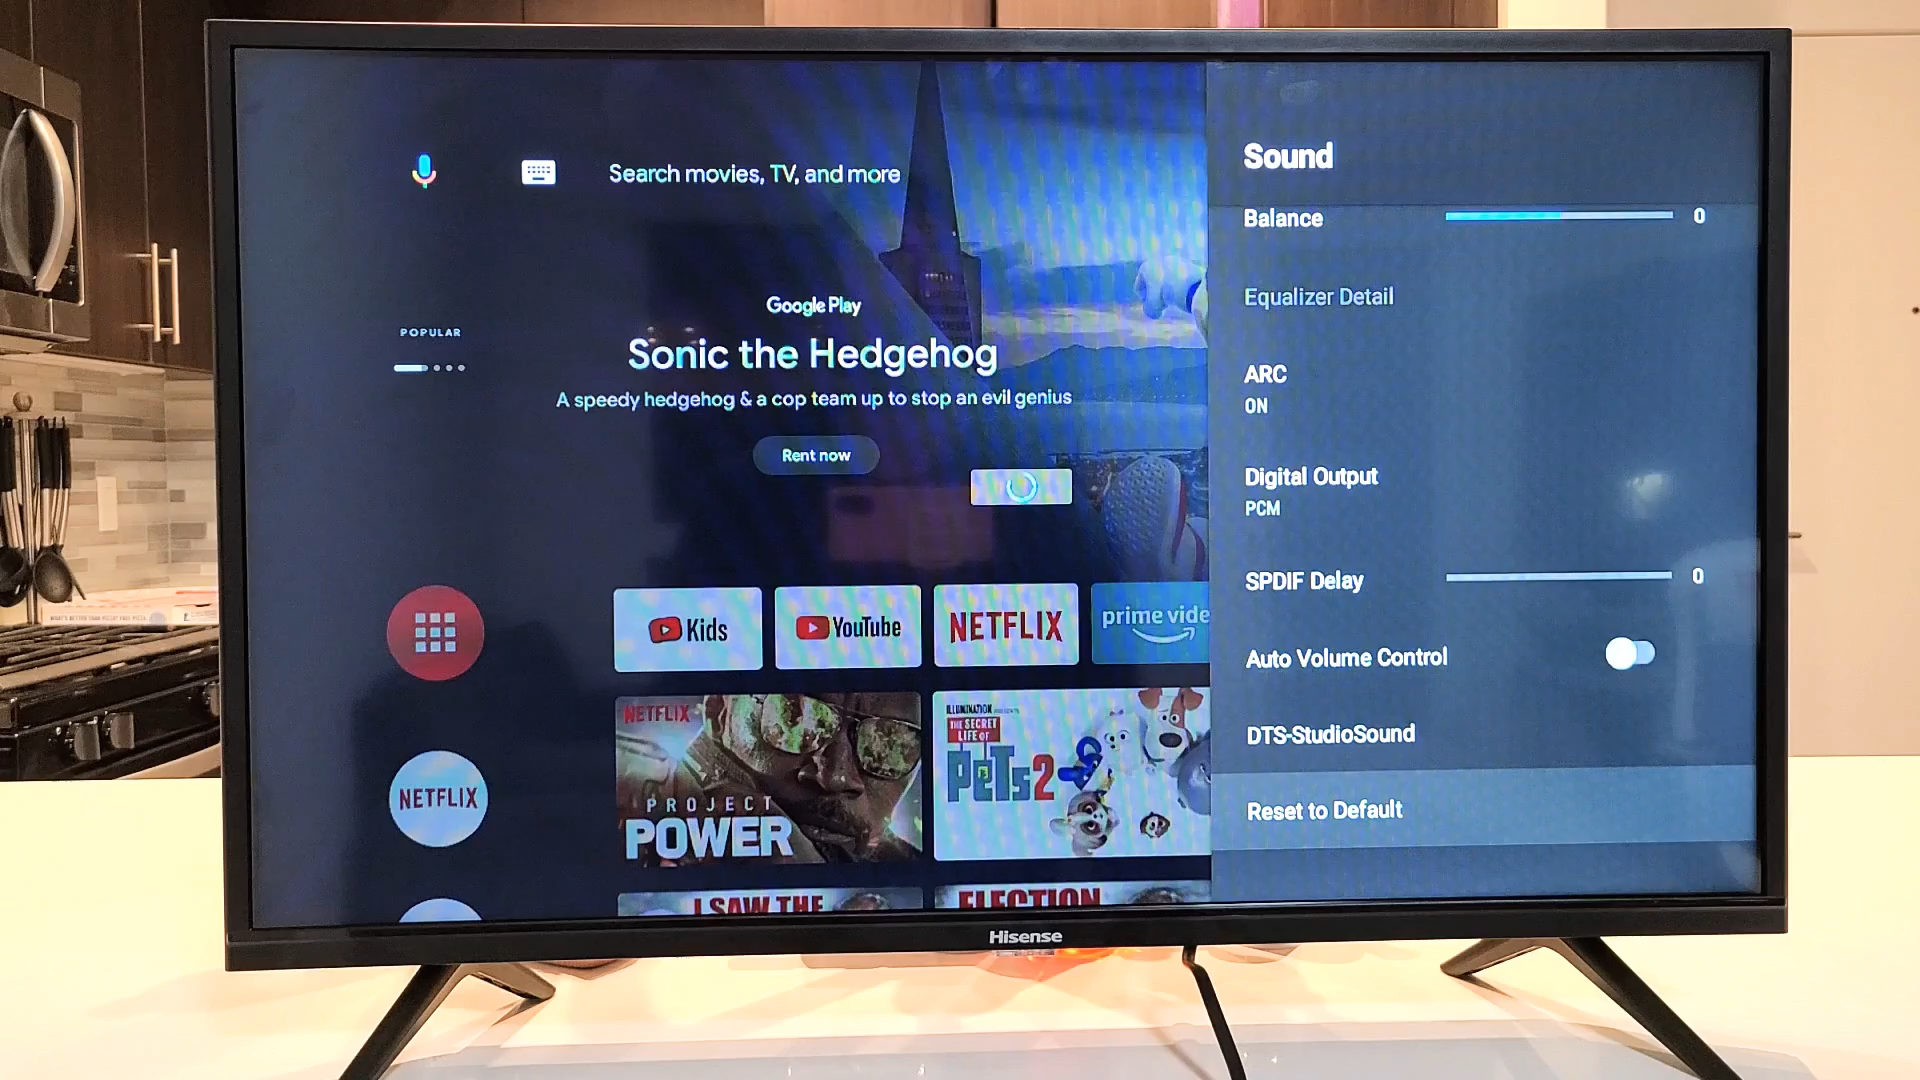 Search movies, TV, and more
Google Play
POPULAR
Sonic the Hedgehog
A speedy hedgehog & a cop team up to stop an evil genius
Rent now
Kids
YouTube
NETFLIX
prime vide
NETFLIX
PROJECT
POWER
ILLUMINATION
THE SECRET
LIFE OF
PETS 2
NETFLIX
I SAW THE
ELECTION
Sound
Balance 0
Equalizer Detail
ARC
ON
Digital Output
PCM
SPDIF Delay 0
Auto Volume Control
DTS-StudioSound
Reset to Default
Hisense